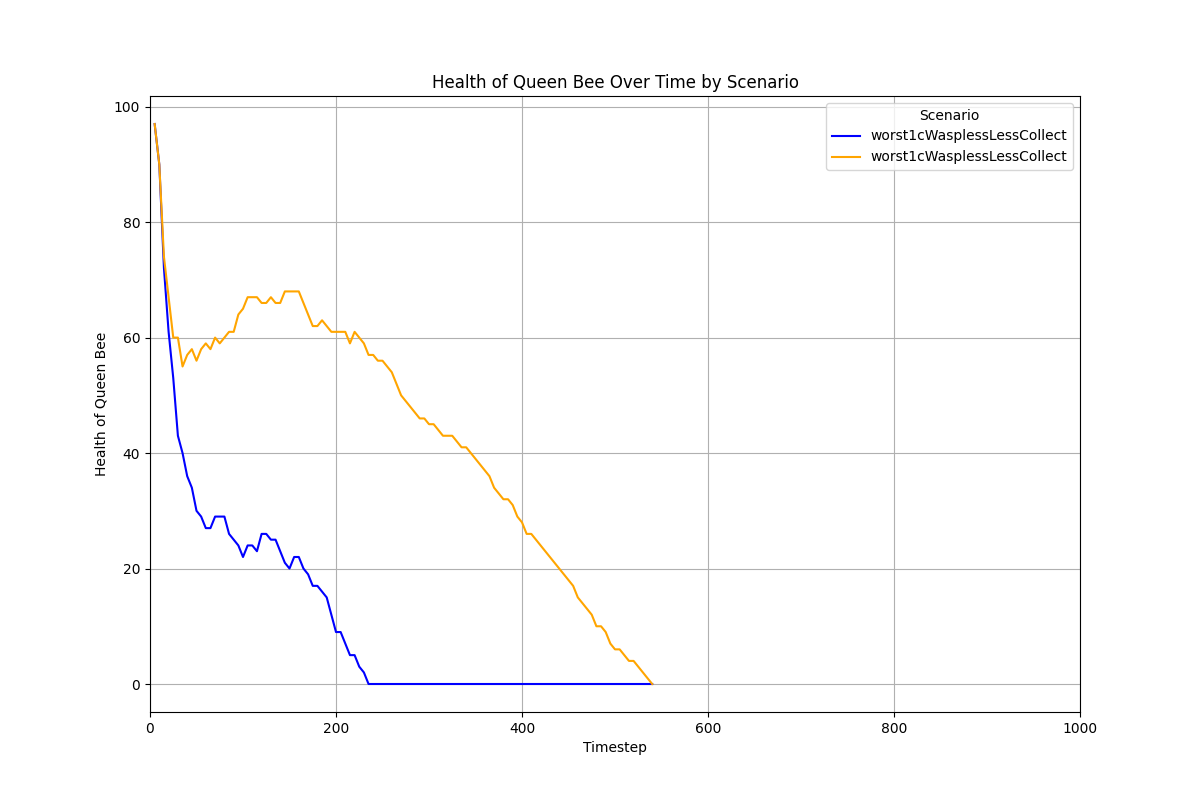 Health of Queen Bee Over Time by Scenario
Scenario
worst1cWasplessLessCollect
worst1cWasplessLessCollect
Health of Queen Bee
100
80
60
40
20
0
0 200 400 600 800 1000
Timestep